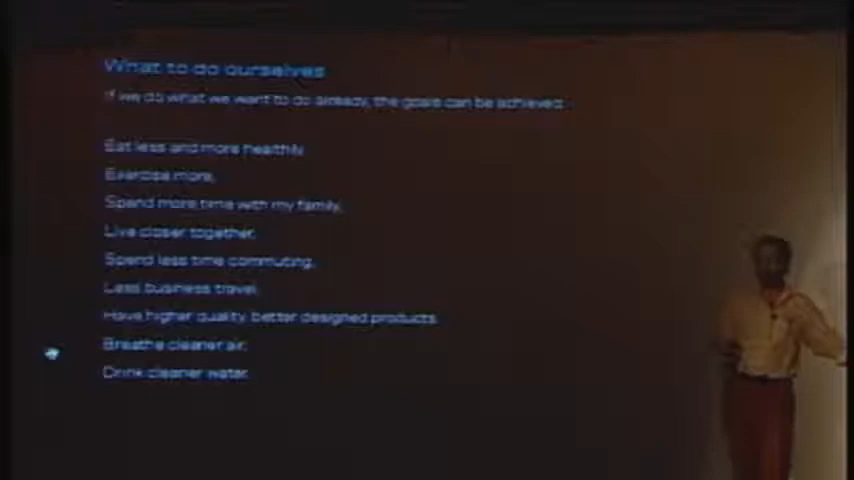 What to do ourselves
If we do what we want to do already, the goals can be achieved.
Eat less and more healthily.
Exercise more.
Spend more time with my family.
Live closer together.
Spend less time commuting.
Less business travel.
Have higher quality, better designed products.
Breathe cleaner air.
Drink cleaner water.